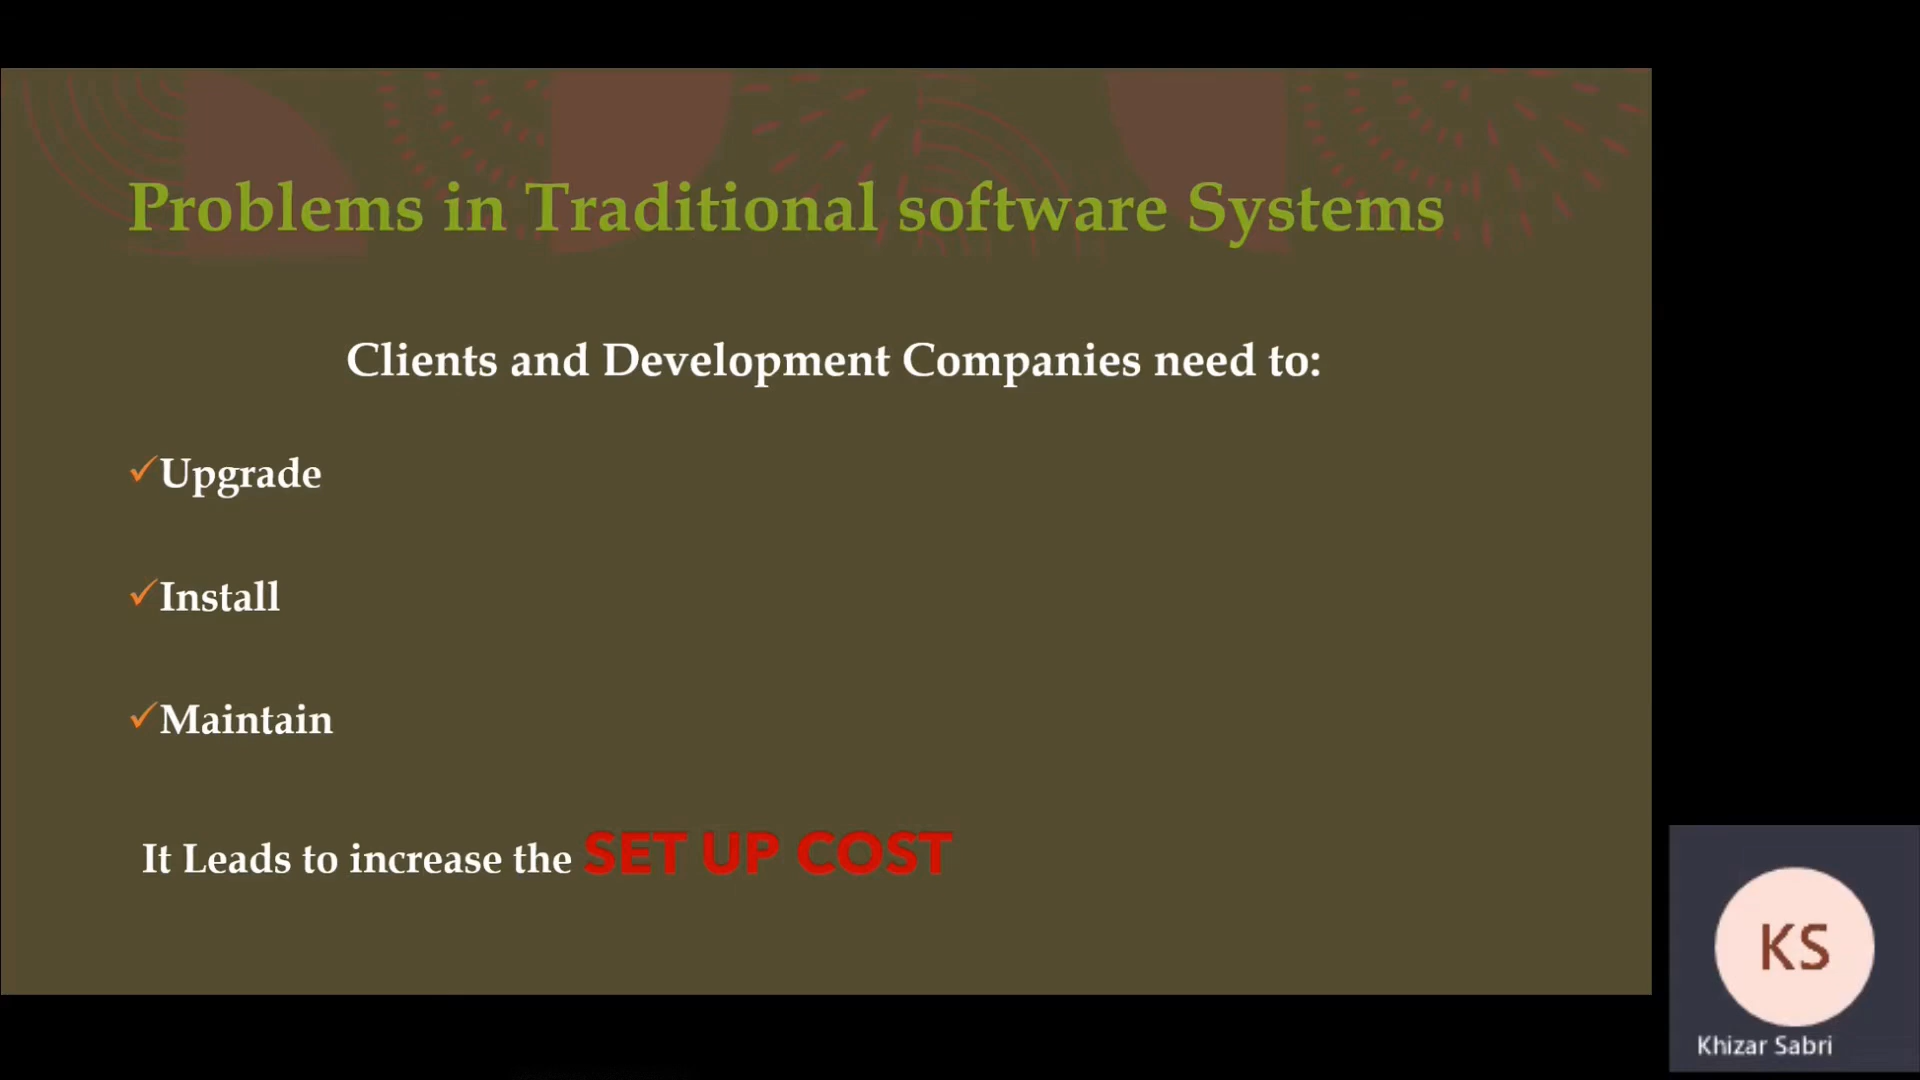 Problems in Traditional software Systems
Clients and Development Companies need to:
✓Upgrade
✓Install
✓Maintain
It Leads to increase the SET UP COST
KS
Khizar Sabri